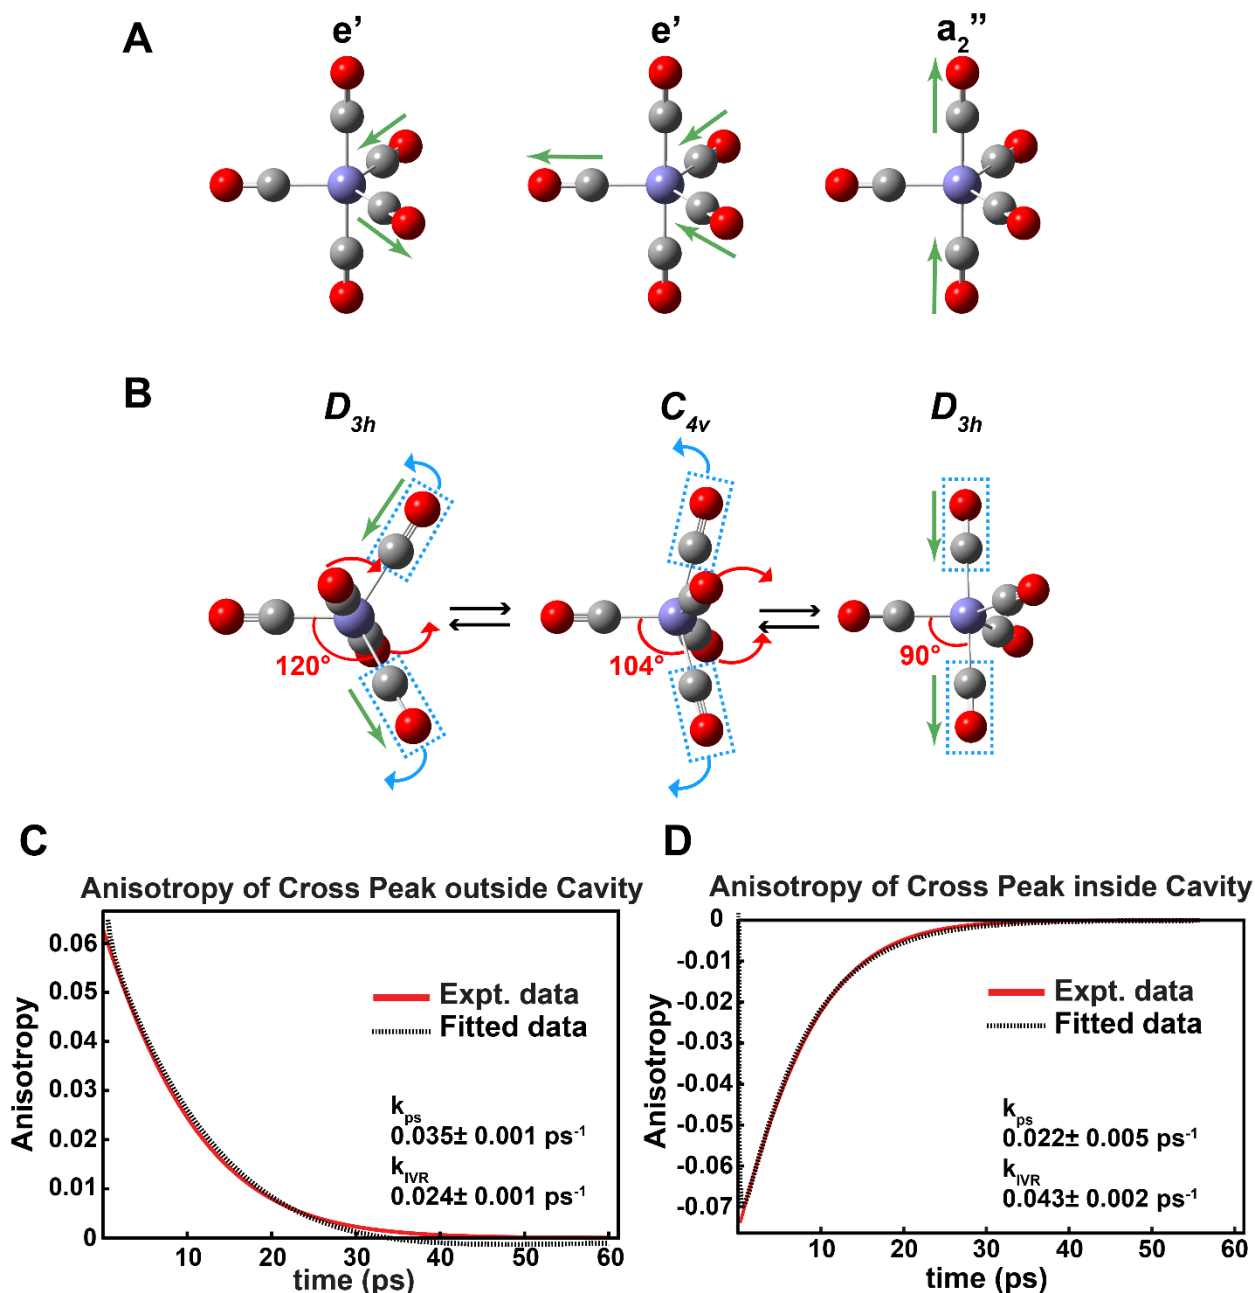 A
e’
e’
a₂’’
B
D₃ₕ
C₄ᵥ
D₃ₕ
120°
104°
90°
C
Anisotropy of Cross Peak outside Cavity
Anisotropy
0.06
0.05
0.04
0.03
0.02
0.01
0
Expt. data
Fitted data
kₚₛ
0.035± 0.001 ps⁻¹
k_IVR
0.024± 0.001 ps⁻¹
10
20
30
40
50
60
time (ps)
D
Anisotropy of Cross Peak inside Cavity
Anisotropy
0
-0.01
-0.02
-0.03
-0.04
-0.05
-0.06
-0.07
Expt. data
Fitted data
kₚₛ
0.022± 0.005 ps⁻¹
k_IVR
0.043± 0.002 ps⁻¹
10
20
30
40
50
60
time (ps)